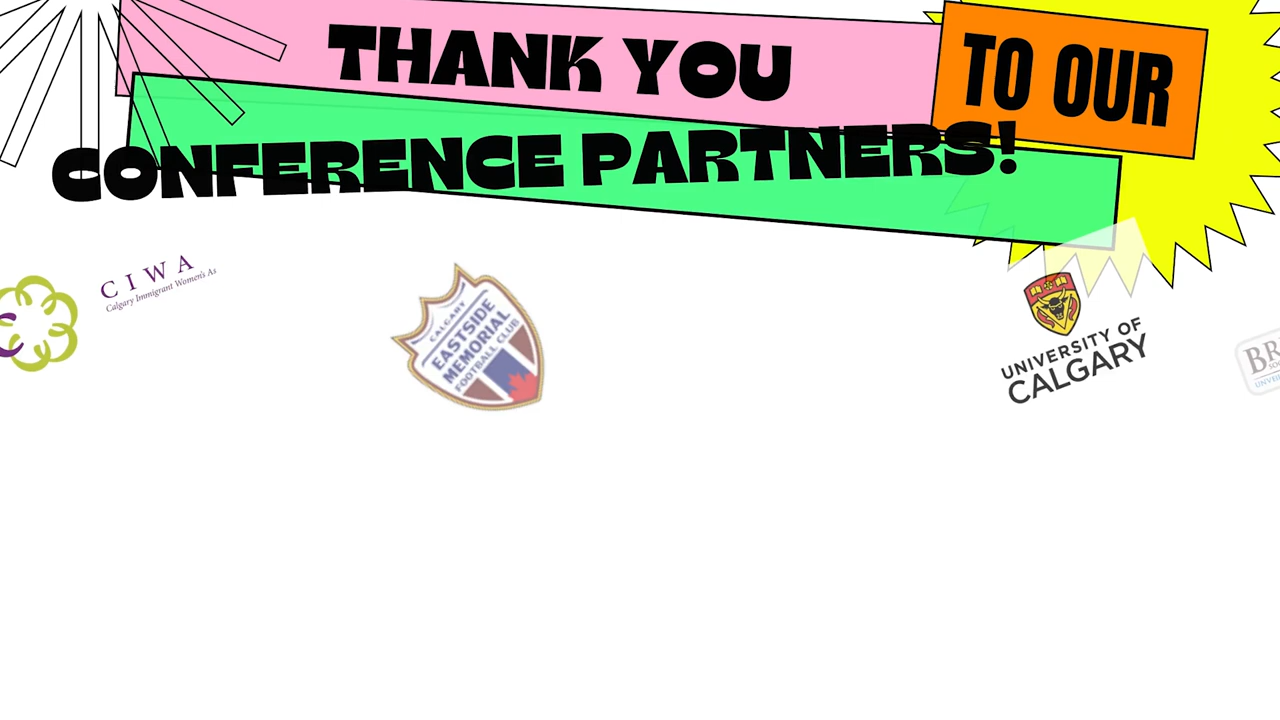 THANK YOU
TO OUR
CONFERENCE PARTNERS!
CIWA
Calgary Immigrant Women's As
CALGARY
EASTSIDE
MEMORIAL
FOOTBALL CLUB
UNIVERSITY OF
CALGARY